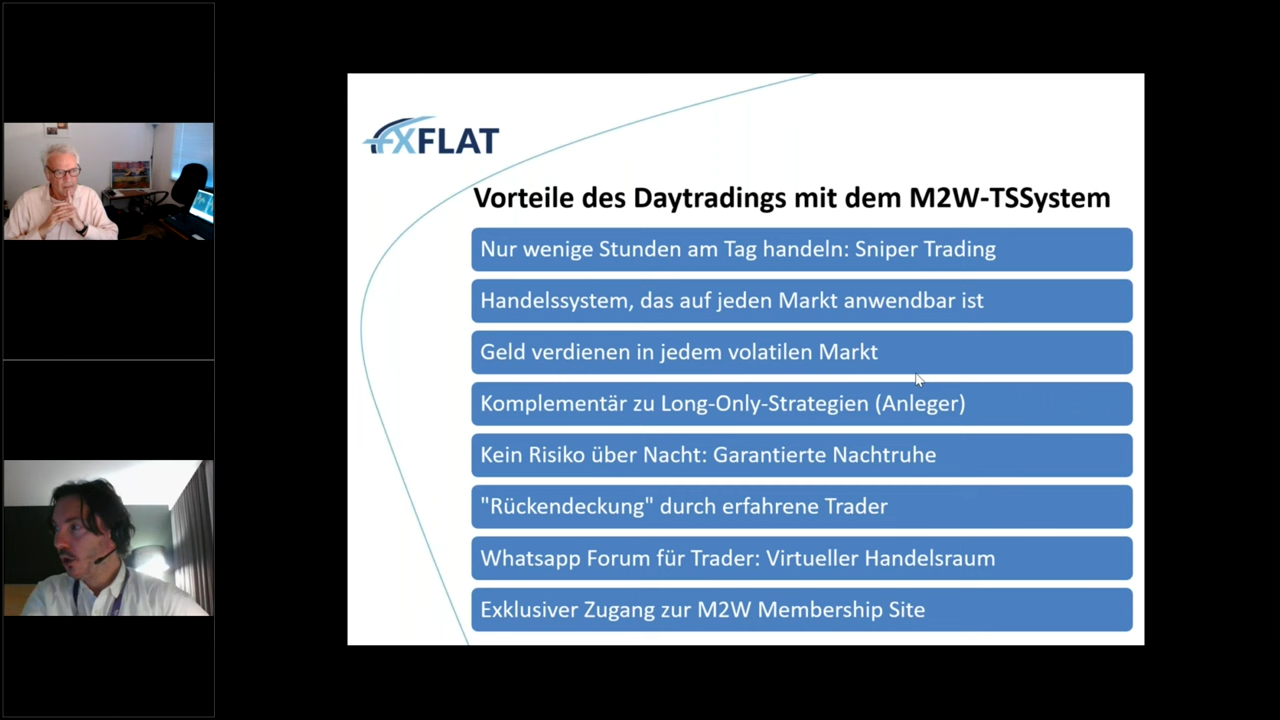 FXFLAT
Vorteile des Daytradings mit dem M2W-TSSystem
Nur wenige Stunden am Tag handeln: Sniper Trading
Handelssystem, das auf jeden Markt anwendbar ist
Geld verdienen in jedem volatilen Markt
Komplementär zu Long-Only-Strategien (Anleger)
Kein Risiko über Nacht: Garantierte Nachtruhe
"Rückendeckung" durch erfahrene Trader
Whatsapp Forum für Trader: Virtueller Handelsraum
Exklusiver Zugang zur M2W Membership Site